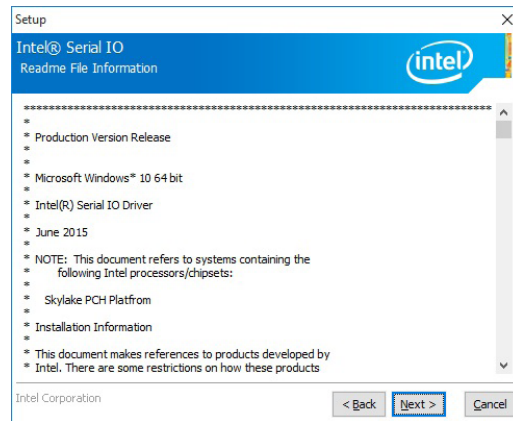 Setup
Intel® Serial IO
Readme File Information
intel
*******************************************************************************
*
* Production Version Release
*
*
* Microsoft Windows* 10 64 bit
*
* Intel(R) Serial IO Driver
*
* June 2015
*
* NOTE: This document refers to systems containing the
* following Intel processors/chipsets:
*
* Skylake PCH Platfrom
*
* Installation Information
*
* This document makes references to products developed by
* Intel. There are some restrictions on how these products
Intel Corporation
< Back Next > Cancel